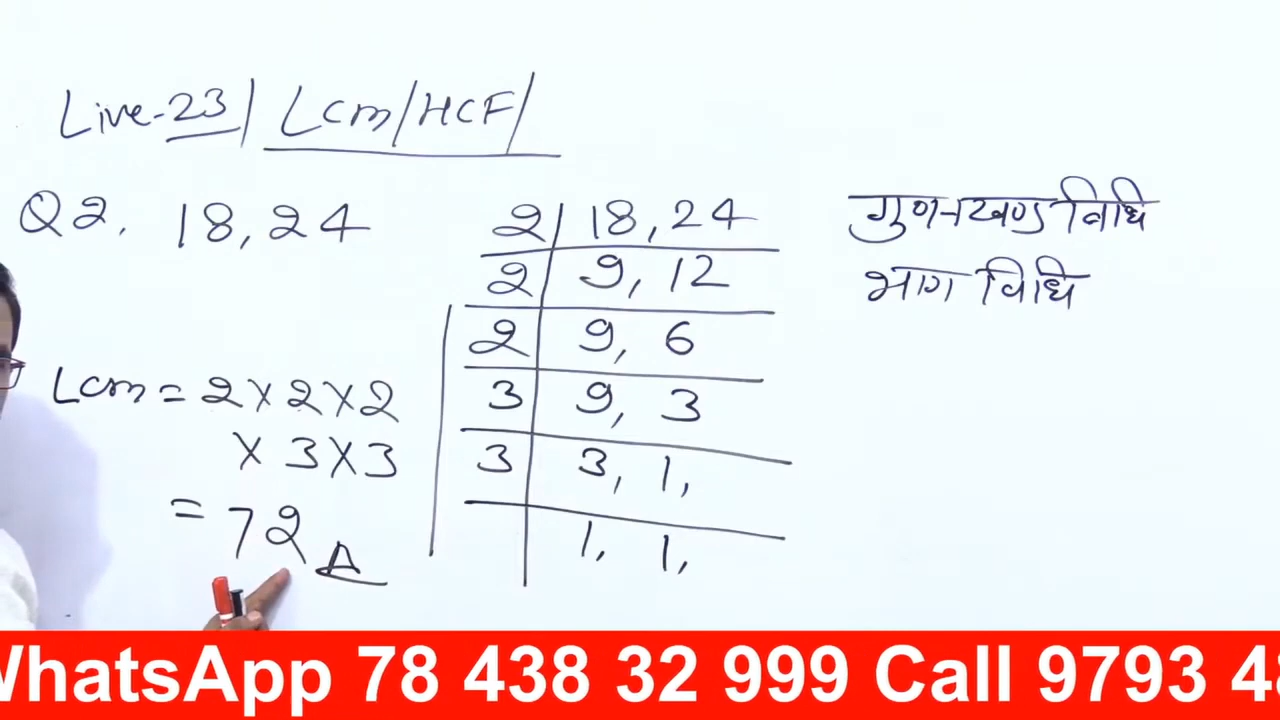 Live-23/ Lcm/HCF/
Q2. 18,24
2 | 18, 24
2 | 9, 12
2 | 9, 6
3 | 9, 3
3 | 3, 1,
1, 1,
Lcm = 2×2×2
× 3×3
= 72 A
गुणनखण्ड विधि
भाग विधि
WhatsApp 78 438 32 999 Call 9793 48